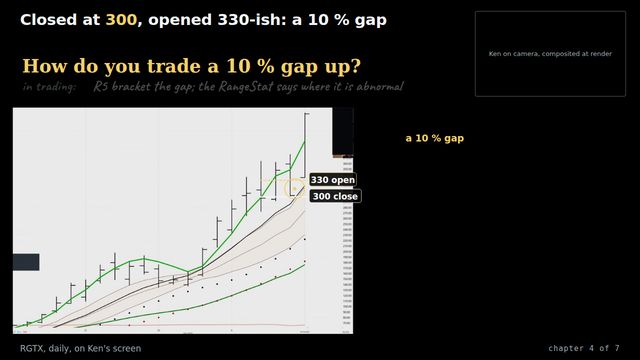 Closed at 300, opened 330-ish: a 10 % gap
Ken on camera, composited at render
How do you trade a 10 % gap up?
in trading: R5 bracket the gap; the RangeStat says where it is abnormal
a 10 % gap
330 open
300 close
RGTX, daily, on Ken's screen
chapter 4 of 7